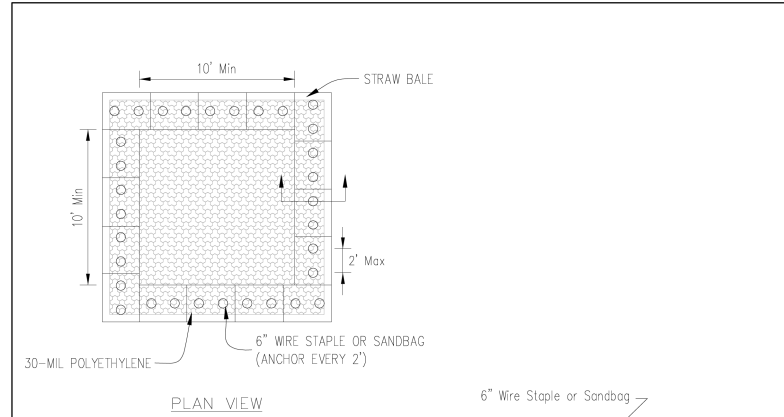 10' Min
STRAW BALE
10' Min
2' Max
6" WIRE STAPLE OR SANDBAG
(ANCHOR EVERY 2')
30-MIL POLYETHYLENE
PLAN VIEW
6" Wire Staple or Sandbag